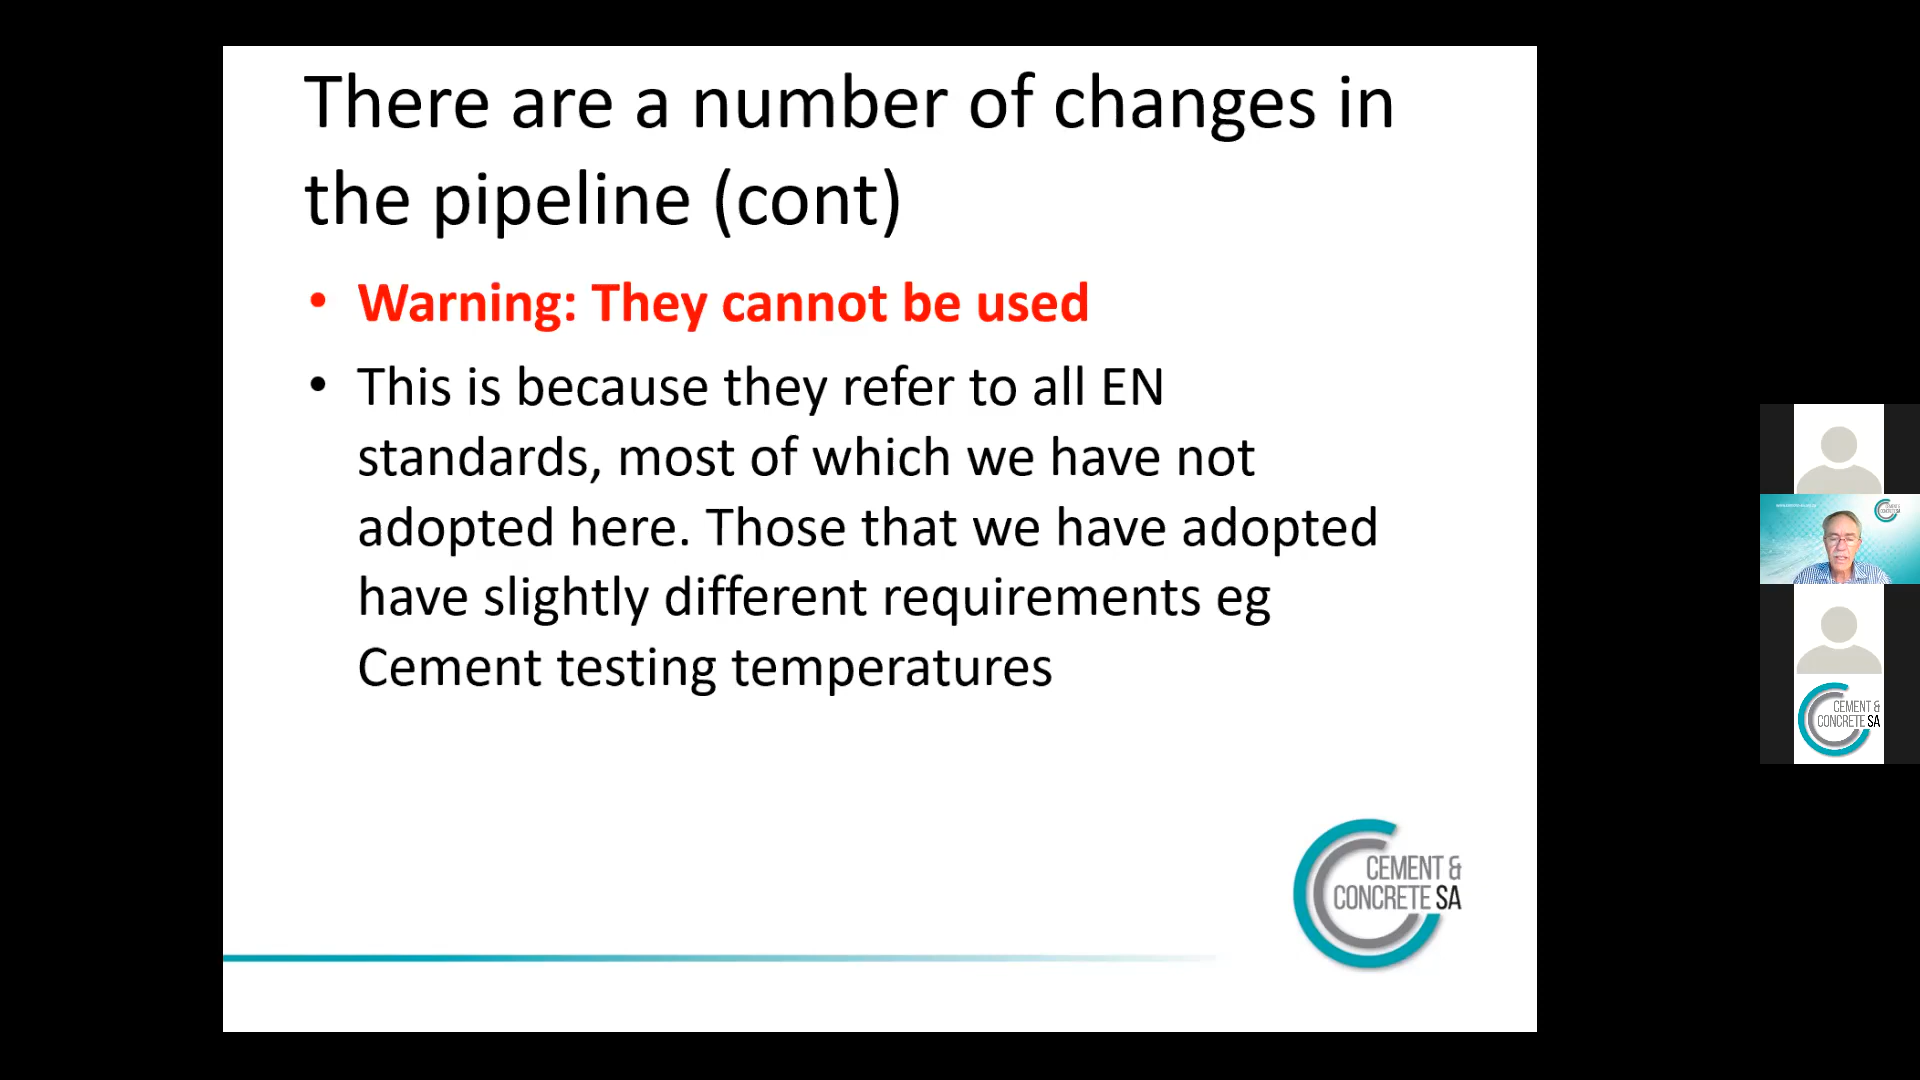 There are a number of changes in
the pipeline (cont)
• Warning: They cannot be used
• This is because they refer to all EN
standards, most of which we have not
adopted here. Those that we have adopted
have slightly different requirements eg
Cement testing temperatures
CEMENT &
CONCRETE SA
CEMENT &
CONCRETE SA